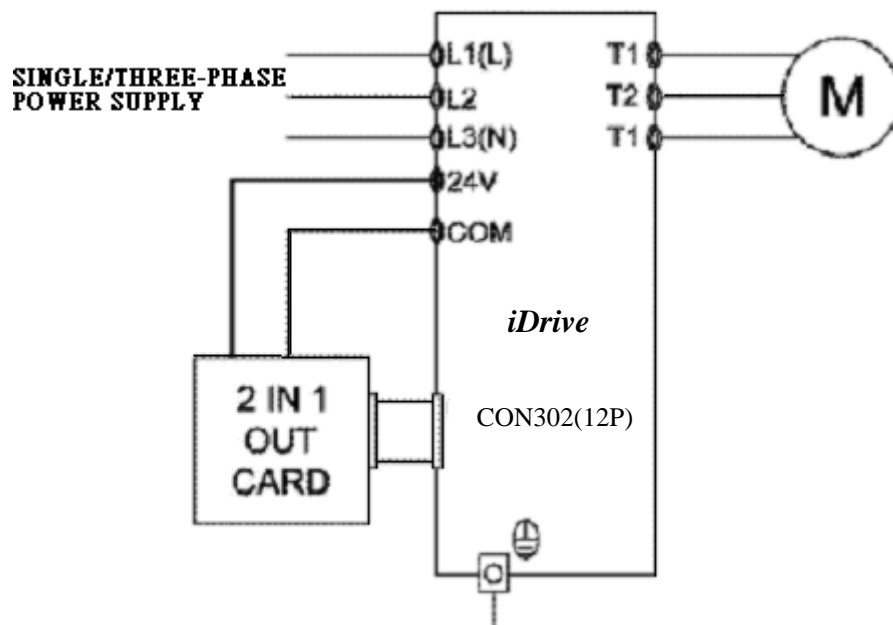 SINGLE/THREE-PHASE
POWER SUPPLY
L1(L)
L2
L3(N)
24V
COM
T1
T2
T1
M
iDrive
CON302(12P)
2 IN 1
OUT
CARD